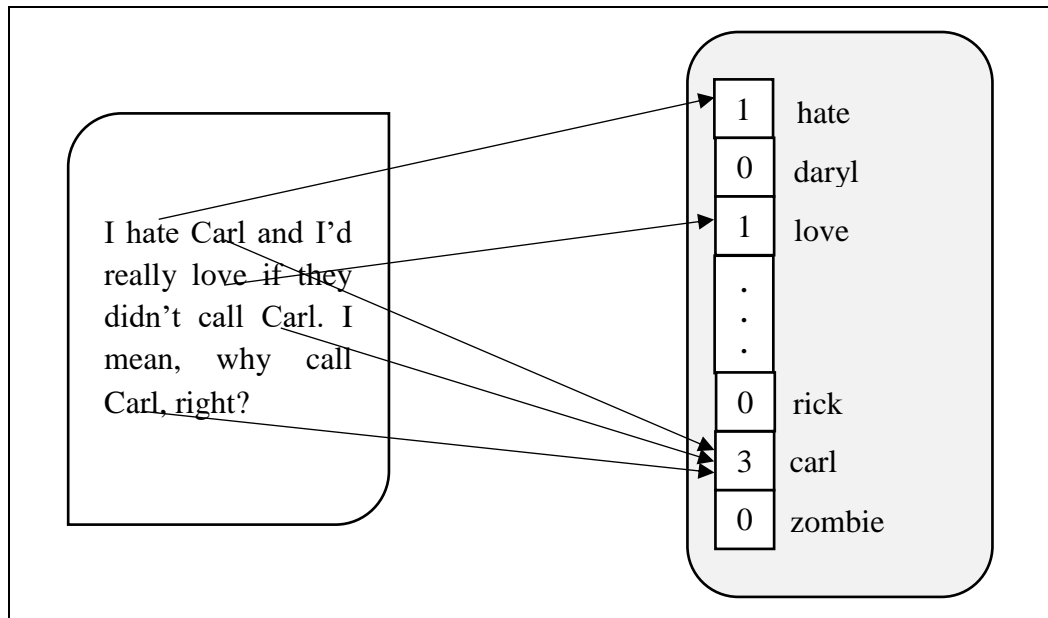 I hate Carl and I’d
really love if they
didn’t call Carl. I
mean, why call
Carl, right?
1 hate
0 daryl
1 love
.
.
.
0 rick
3 carl
0 zombie